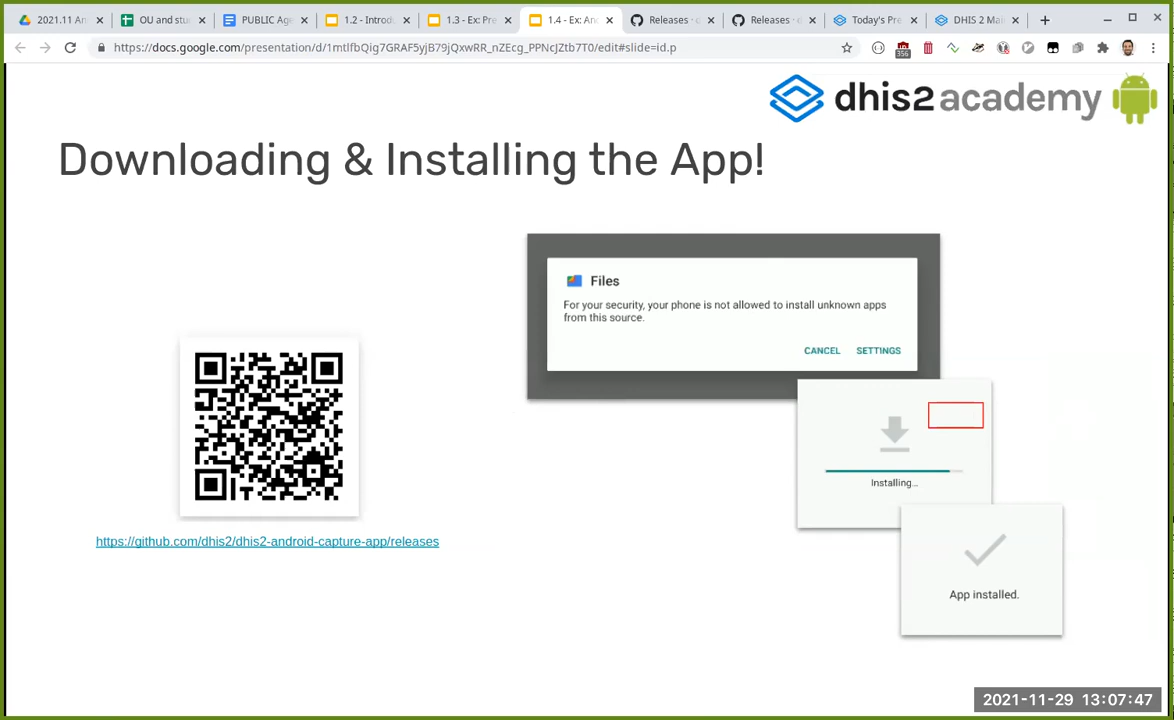 2021.11 An
OU and stu
PUBLIC Age
1.2 - Introd
1.3 - Ex: Pre
1.4 - Ex: And
Releases · d
Releases · d
Today's Pre
DHIS 2 Mai
https://docs.google.com/presentation/d/1mtlfbQig7GRAF5yjB79jQxwRR_nZEcg_PPNcJZtb7T0/edit#slide=id.p
356
dhis2 academy
Downloading & Installing the App!
Files
For your security, your phone is not allowed to install unknown apps
from this source.
CANCEL SETTINGS
Installing...
App installed.
https://github.com/dhis2/dhis2-android-capture-app/releases
2021-11-29 13:07:47